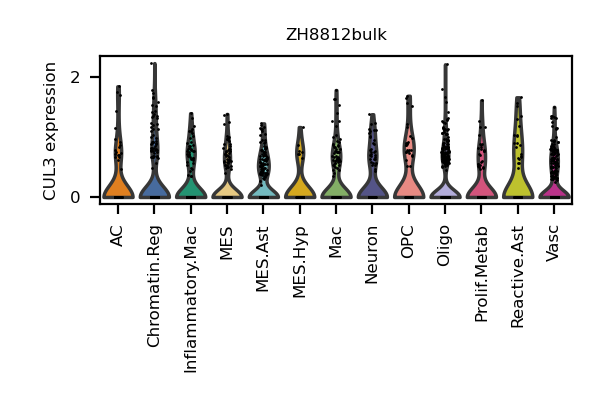 ZH8812bulk
CUL3 expression
2
0
AC
Chromatin.Reg
Inflammatory.Mac
MES
MES.Ast
MES.Hyp
Mac
Neuron
OPC
Oligo
Prolif.Metab
Reactive.Ast
Vasc